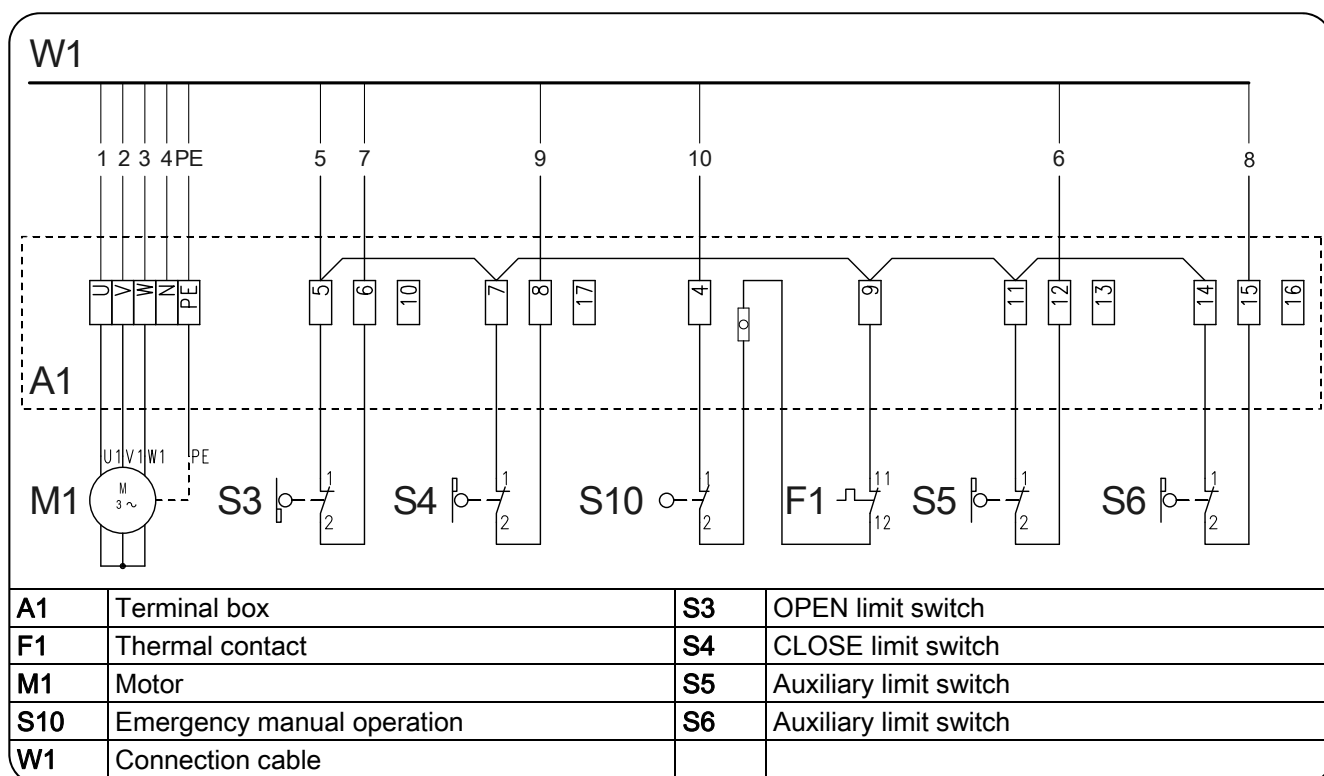 W1
1 2 3 4 PE 5 7 9 10 6 8
U V W N PE 5 6 10 7 8 17 4 9 11 12 13 14 15 16
A1
U1 V1 W1 PE
M1 M 3 ~ S3 1 2 S4 1 2 S10 1 2 F1 11 12 S5 1 2 S6 1 2
A1 Terminal box S3 OPEN limit switch
F1 Thermal contact S4 CLOSE limit switch
M1 Motor S5 Auxiliary limit switch
S10 Emergency manual operation S6 Auxiliary limit switch
W1 Connection cable